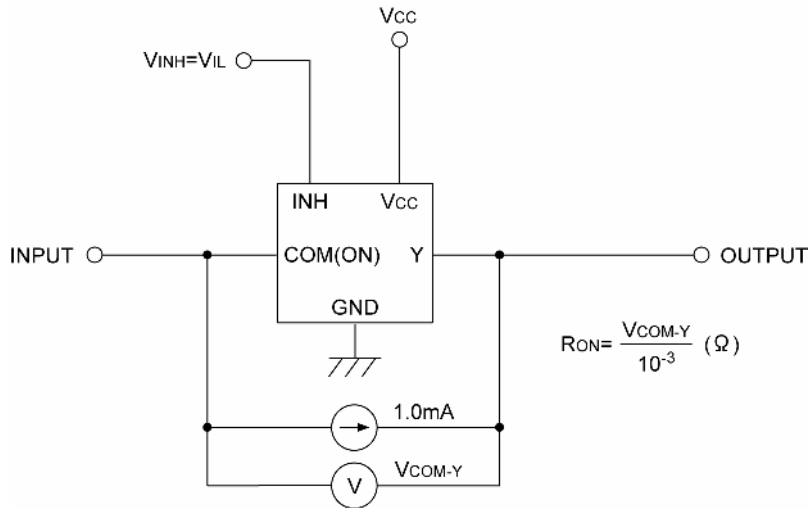 VCC
VINH=VIL
INH VCC
INPUT COM(ON) Y OUTPUT
GND
RON= VCOM-Y / 10-3 (Ω)
1.0mA
V VCOM-Y